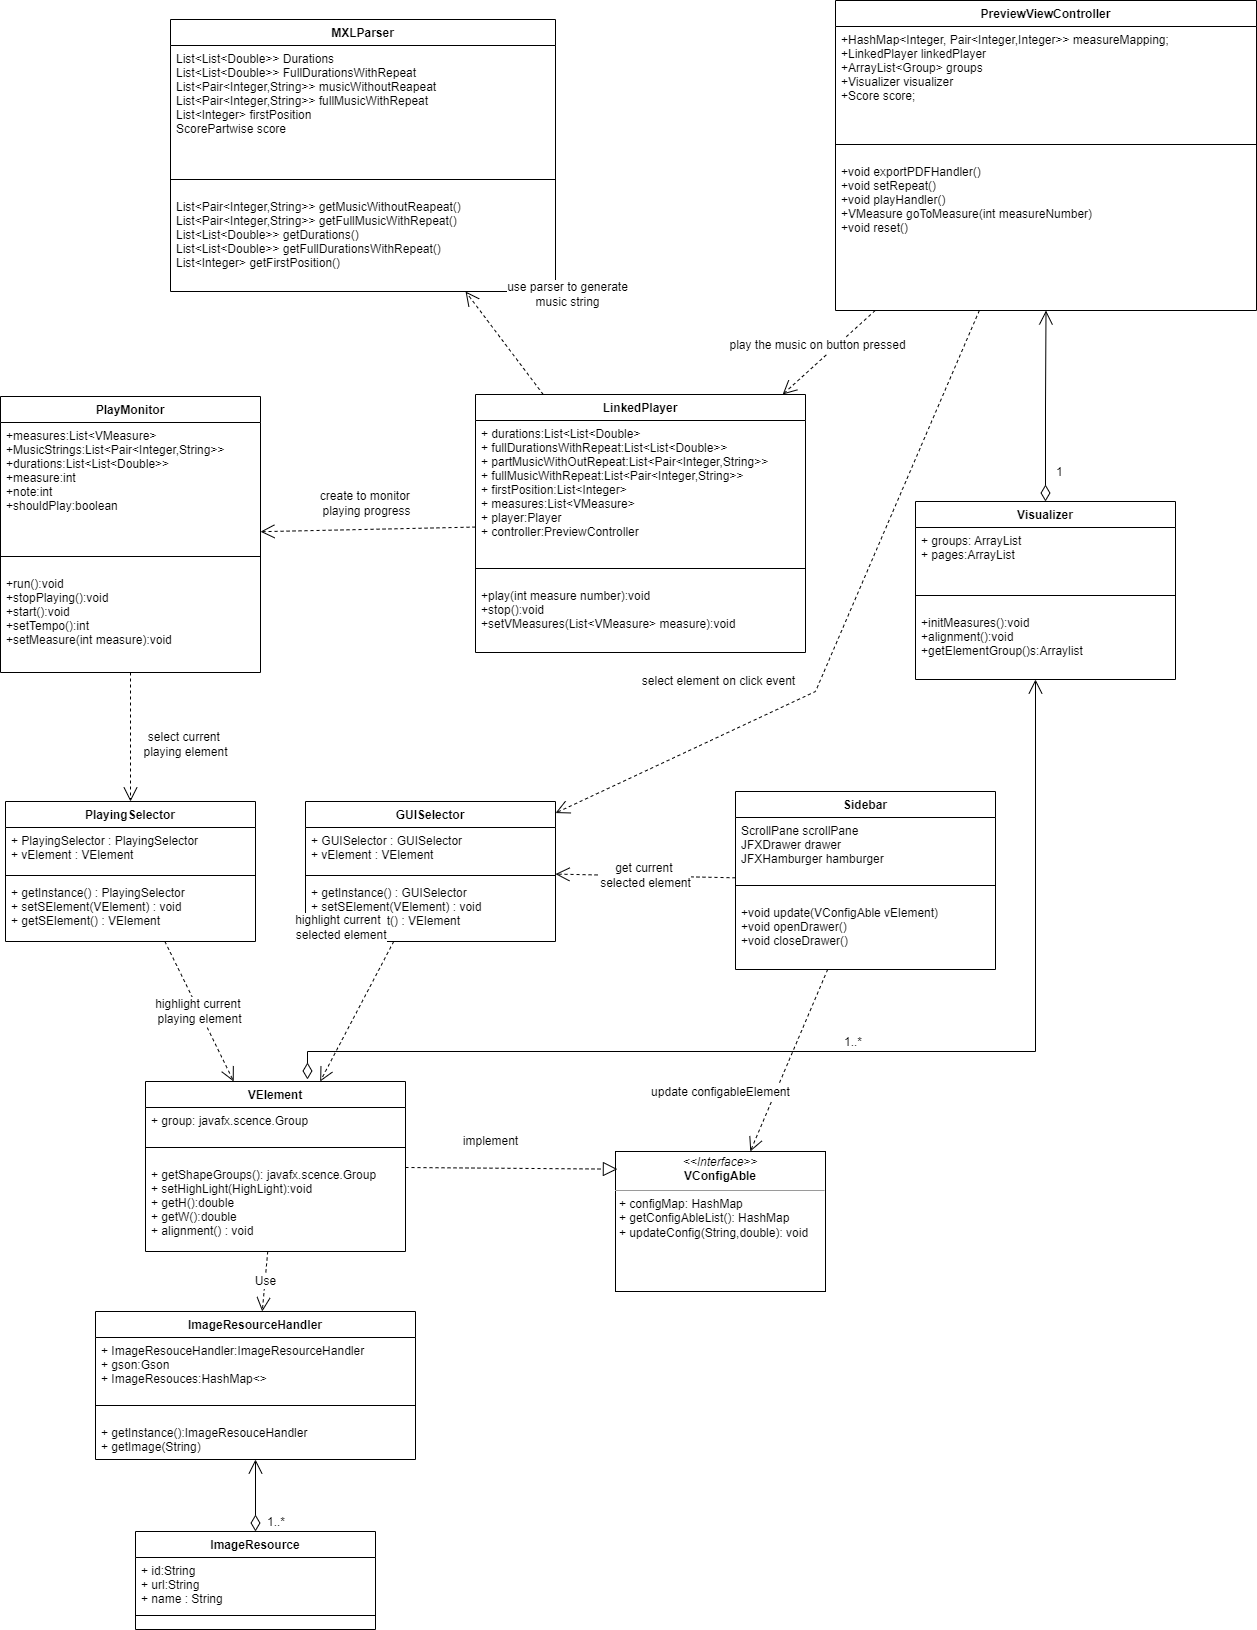 MXLParser
List<List<Double>> Durations
List<List<Double>> FullDurationsWithRepeat
List<Pair<Integer,String>> musicWithoutReapeat
List<Pair<Integer,String>> fullMusicWithRepeat
List<Integer> firstPosition
ScorePartwise score
List<Pair<Integer,String>> getMusicWithoutReapeat()
List<Pair<Integer,String>> getFullMusicWithRepeat()
List<List<Double>> getDurations()
List<List<Double>> getFullDurationsWithRepeat()
List<Integer> getFirstPosition()
PreviewViewController
+HashMap<Integer, Pair<Integer,Integer>> measureMapping;
+LinkedPlayer linkedPlayer
+ArrayList<Group> groups
+Visualizer visualizer
+Score score;
+void exportPDFHandler()
+void setRepeat()
+void playHandler()
+VMeasure goToMeasure(int measureNumber)
+void reset()
use parser to generate
music string
play the music on button pressed
PlayMonitor
+measures:List<VMeasure>
+MusicStrings:List<Pair<Integer,String>>
+durations:List<List<Double>>
+measure:int
+note:int
+shouldPlay:boolean
+run():void
+stopPlaying():void
+start():void
+setTempo():int
+setMeasure(int measure):void
create to monitor
playing progress
LinkedPlayer
+ durations:List<List<Double>
+ fullDurationsWithRepeat:List<List<Double>>
+ partMusicWithOutRepeat:List<Pair<Integer,String>>
+ fullMusicWithRepeat:List<Pair<Integer,String>>
+ firstPosition:List<Integer>
+ measures:List<VMeasure>
+ player:Player
+ controller:PreviewController
+play(int measure number):void
+stop():void
+setVMeasures(List<VMeasure> measure):void
1
Visualizer
+ groups: ArrayList
+ pages:ArrayList
+initMeasures():void
+alignment():void
+getElementGroup()s:Arraylist
select element on click event
select current
playing element
PlayingSelector
+ PlayingSelector : PlayingSelector
+ vElement : VElement
+ getInstance() : PlayingSelector
+ setSElement(VElement) : void
+ getSElement() : VElement
GUISelector
+ GUISelector : GUISelector
+ vElement : VElement
+ getInstance() : GUISelector
+ setSElement(VElement) : void
t() : VElement
highlight current
selected element
get current
selected element
Sidebar
ScrollPane scrollPane
JFXDrawer drawer
JFXHamburger hamburger
+void update(VConfigAble vElement)
+void openDrawer()
+void closeDrawer()
highlight current
playing element
1..*
update configableElement
VElement
+ group: javafx.scence.Group
+ getShapeGroups(): javafx.scence.Group
+ setHighLight(HighLight):void
+ getH():double
+ getW():double
+ alignment() : void
implement
<<Interface>>
VConfigAble
+ configMap: HashMap
+ getConfigAbleList(): HashMap
+ updateConfig(String,double): void
Use
ImageResourceHandler
+ ImageResouceHandler:ImageResourceHandler
+ gson:Gson
+ ImageResouces:HashMap<>
+ getInstance():ImageResouceHandler
+ getImage(String)
1..*
ImageResource
+ id:String
+ url:String
+ name : String